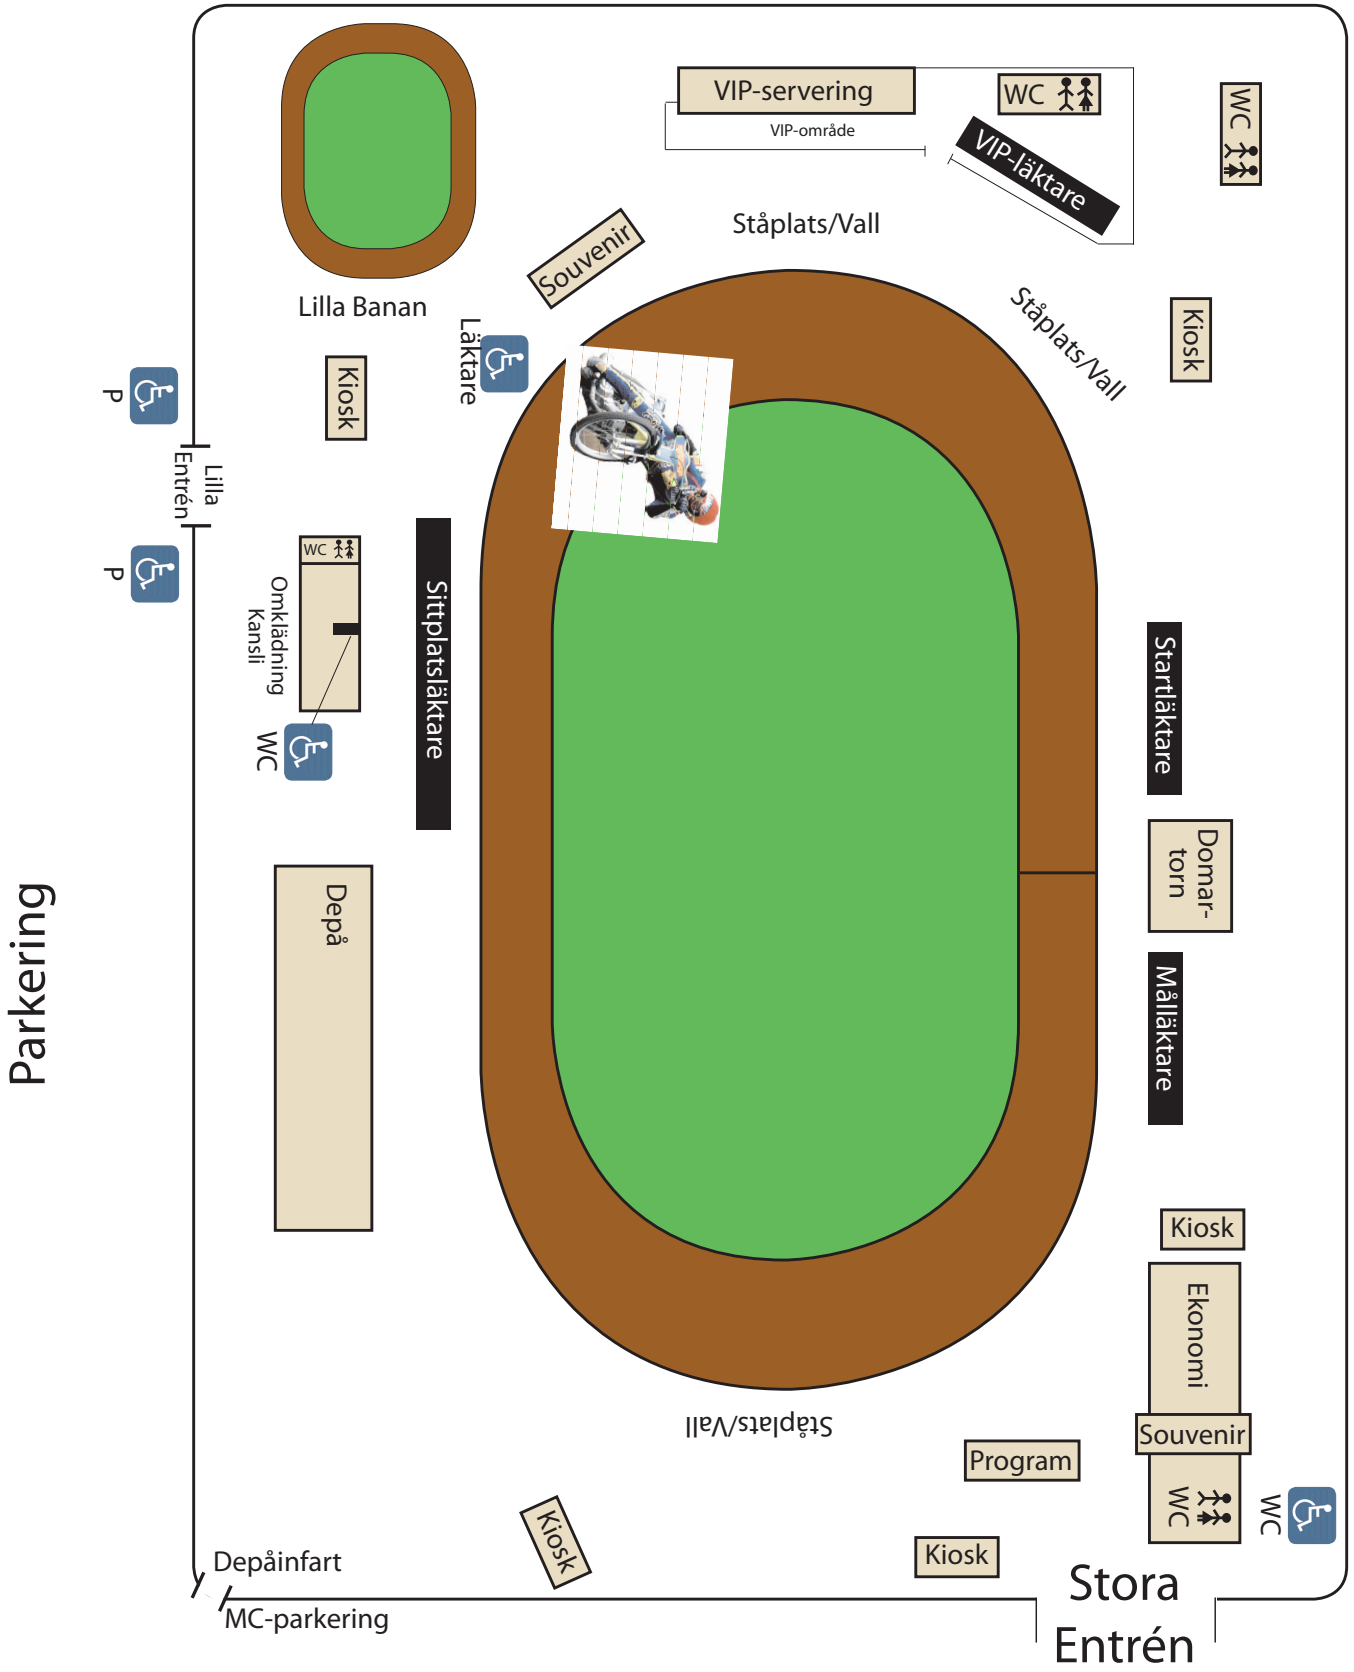 VIP-servering
VIP-område
WC
WC
VIP-läktare
Ståplats/Vall
Souvenir
Lilla Banan
Ståplats/Vall
Kiosk
Läktare
Kiosk
P
Lilla
Entrén
P
WC
Omklädning
Kansli
WC
Sittplatsläktare
Startläktare
Domar-
torn
Målläktare
Depå
Parkering
Kiosk
Ekonomi
Souvenir
WC
WC
Ståplats/Vall
Program
Kiosk
Kiosk
Depåinfart
MC-parkering
Stora
Entrén